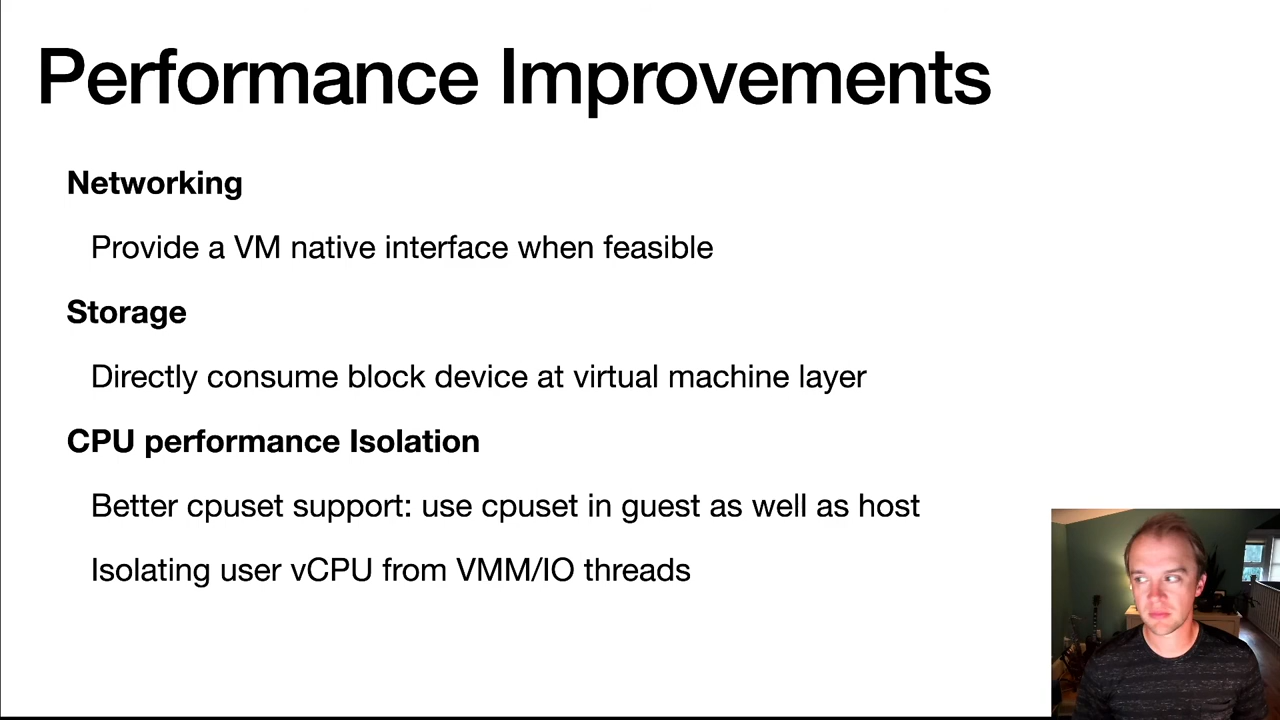 Performance Improvements
Networking
Provide a VM native interface when feasible
Storage
Directly consume block device at virtual machine layer
CPU performance Isolation
Better cpuset support: use cpuset in guest as well as host
Isolating user vCPU from VMM/IO threads